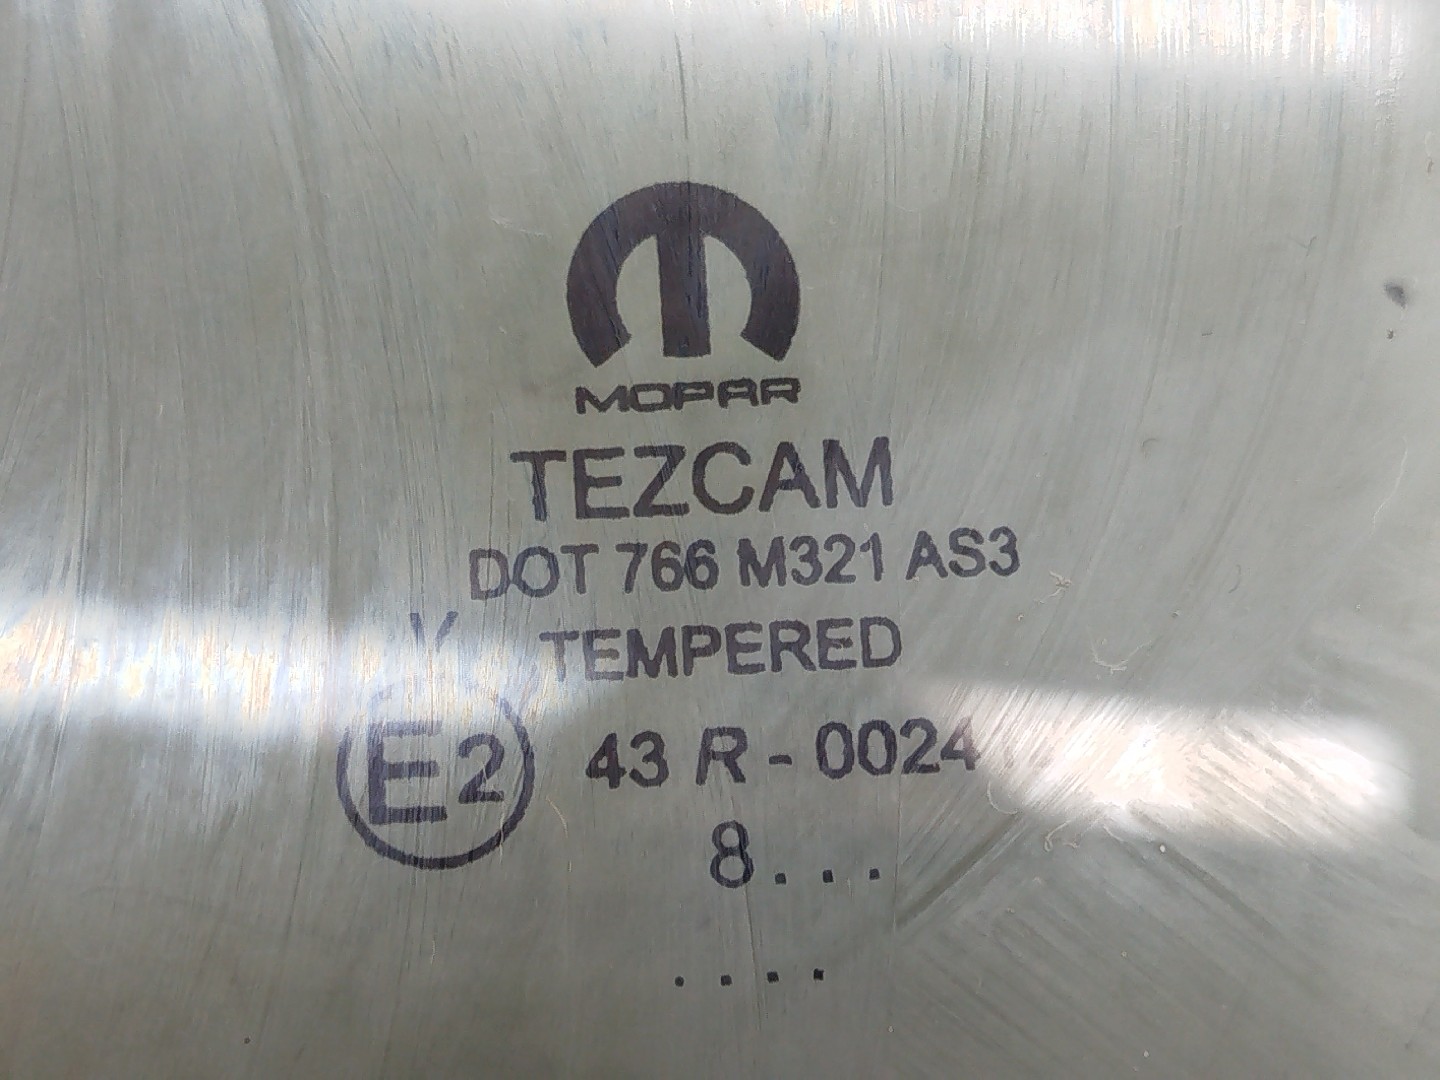 MOPAR
TEZCAM
DOT 766 M321 AS3
V TEMPERED
E2 43 R - 0024
8. . .
. . . .